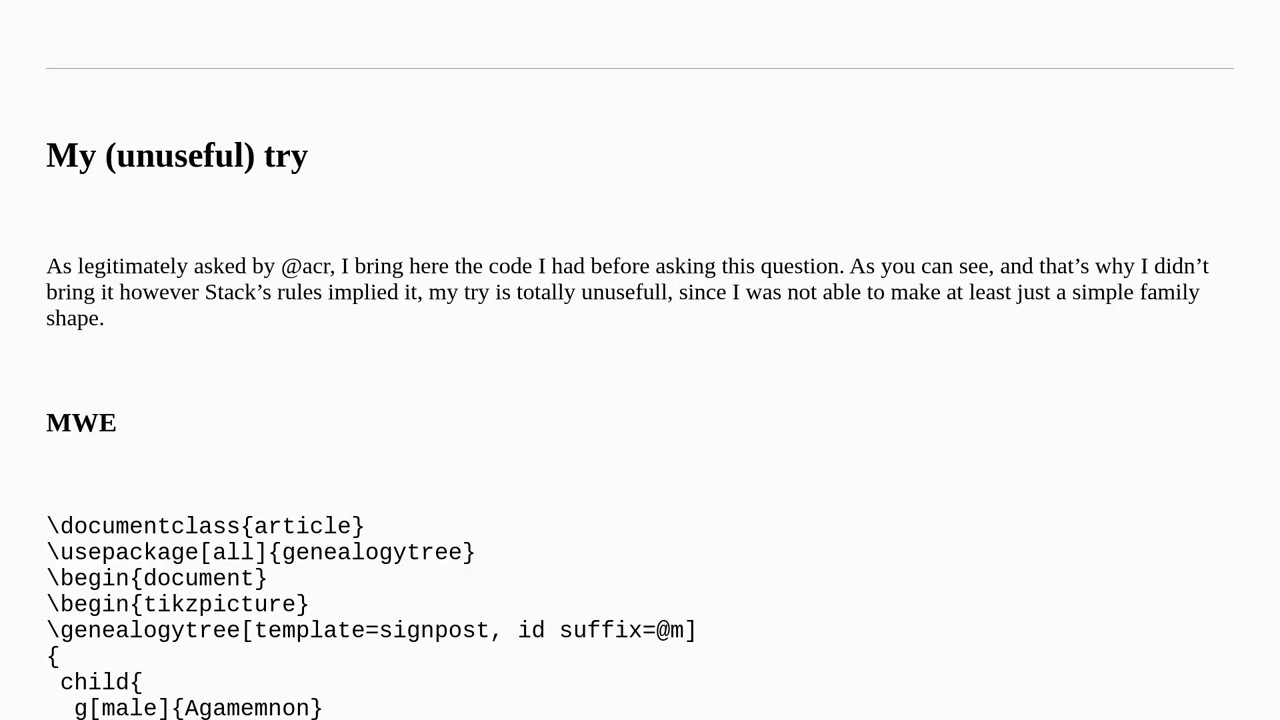 My (unuseful) try
As legitimately asked by @acr, I bring here the code I had before asking this question. As you can see, and that’s why I didn’t
bring it however Stack’s rules implied it, my try is totally unusefull, since I was not able to make at least just a simple family
shape.
MWE
\documentclass{article}
\usepackage[all]{genealogytree}
\begin{document}
\begin{tikzpicture}
\genealogytree[template=signpost, id suffix=@m]
{
 child{
  g[male]{Agamemnon}